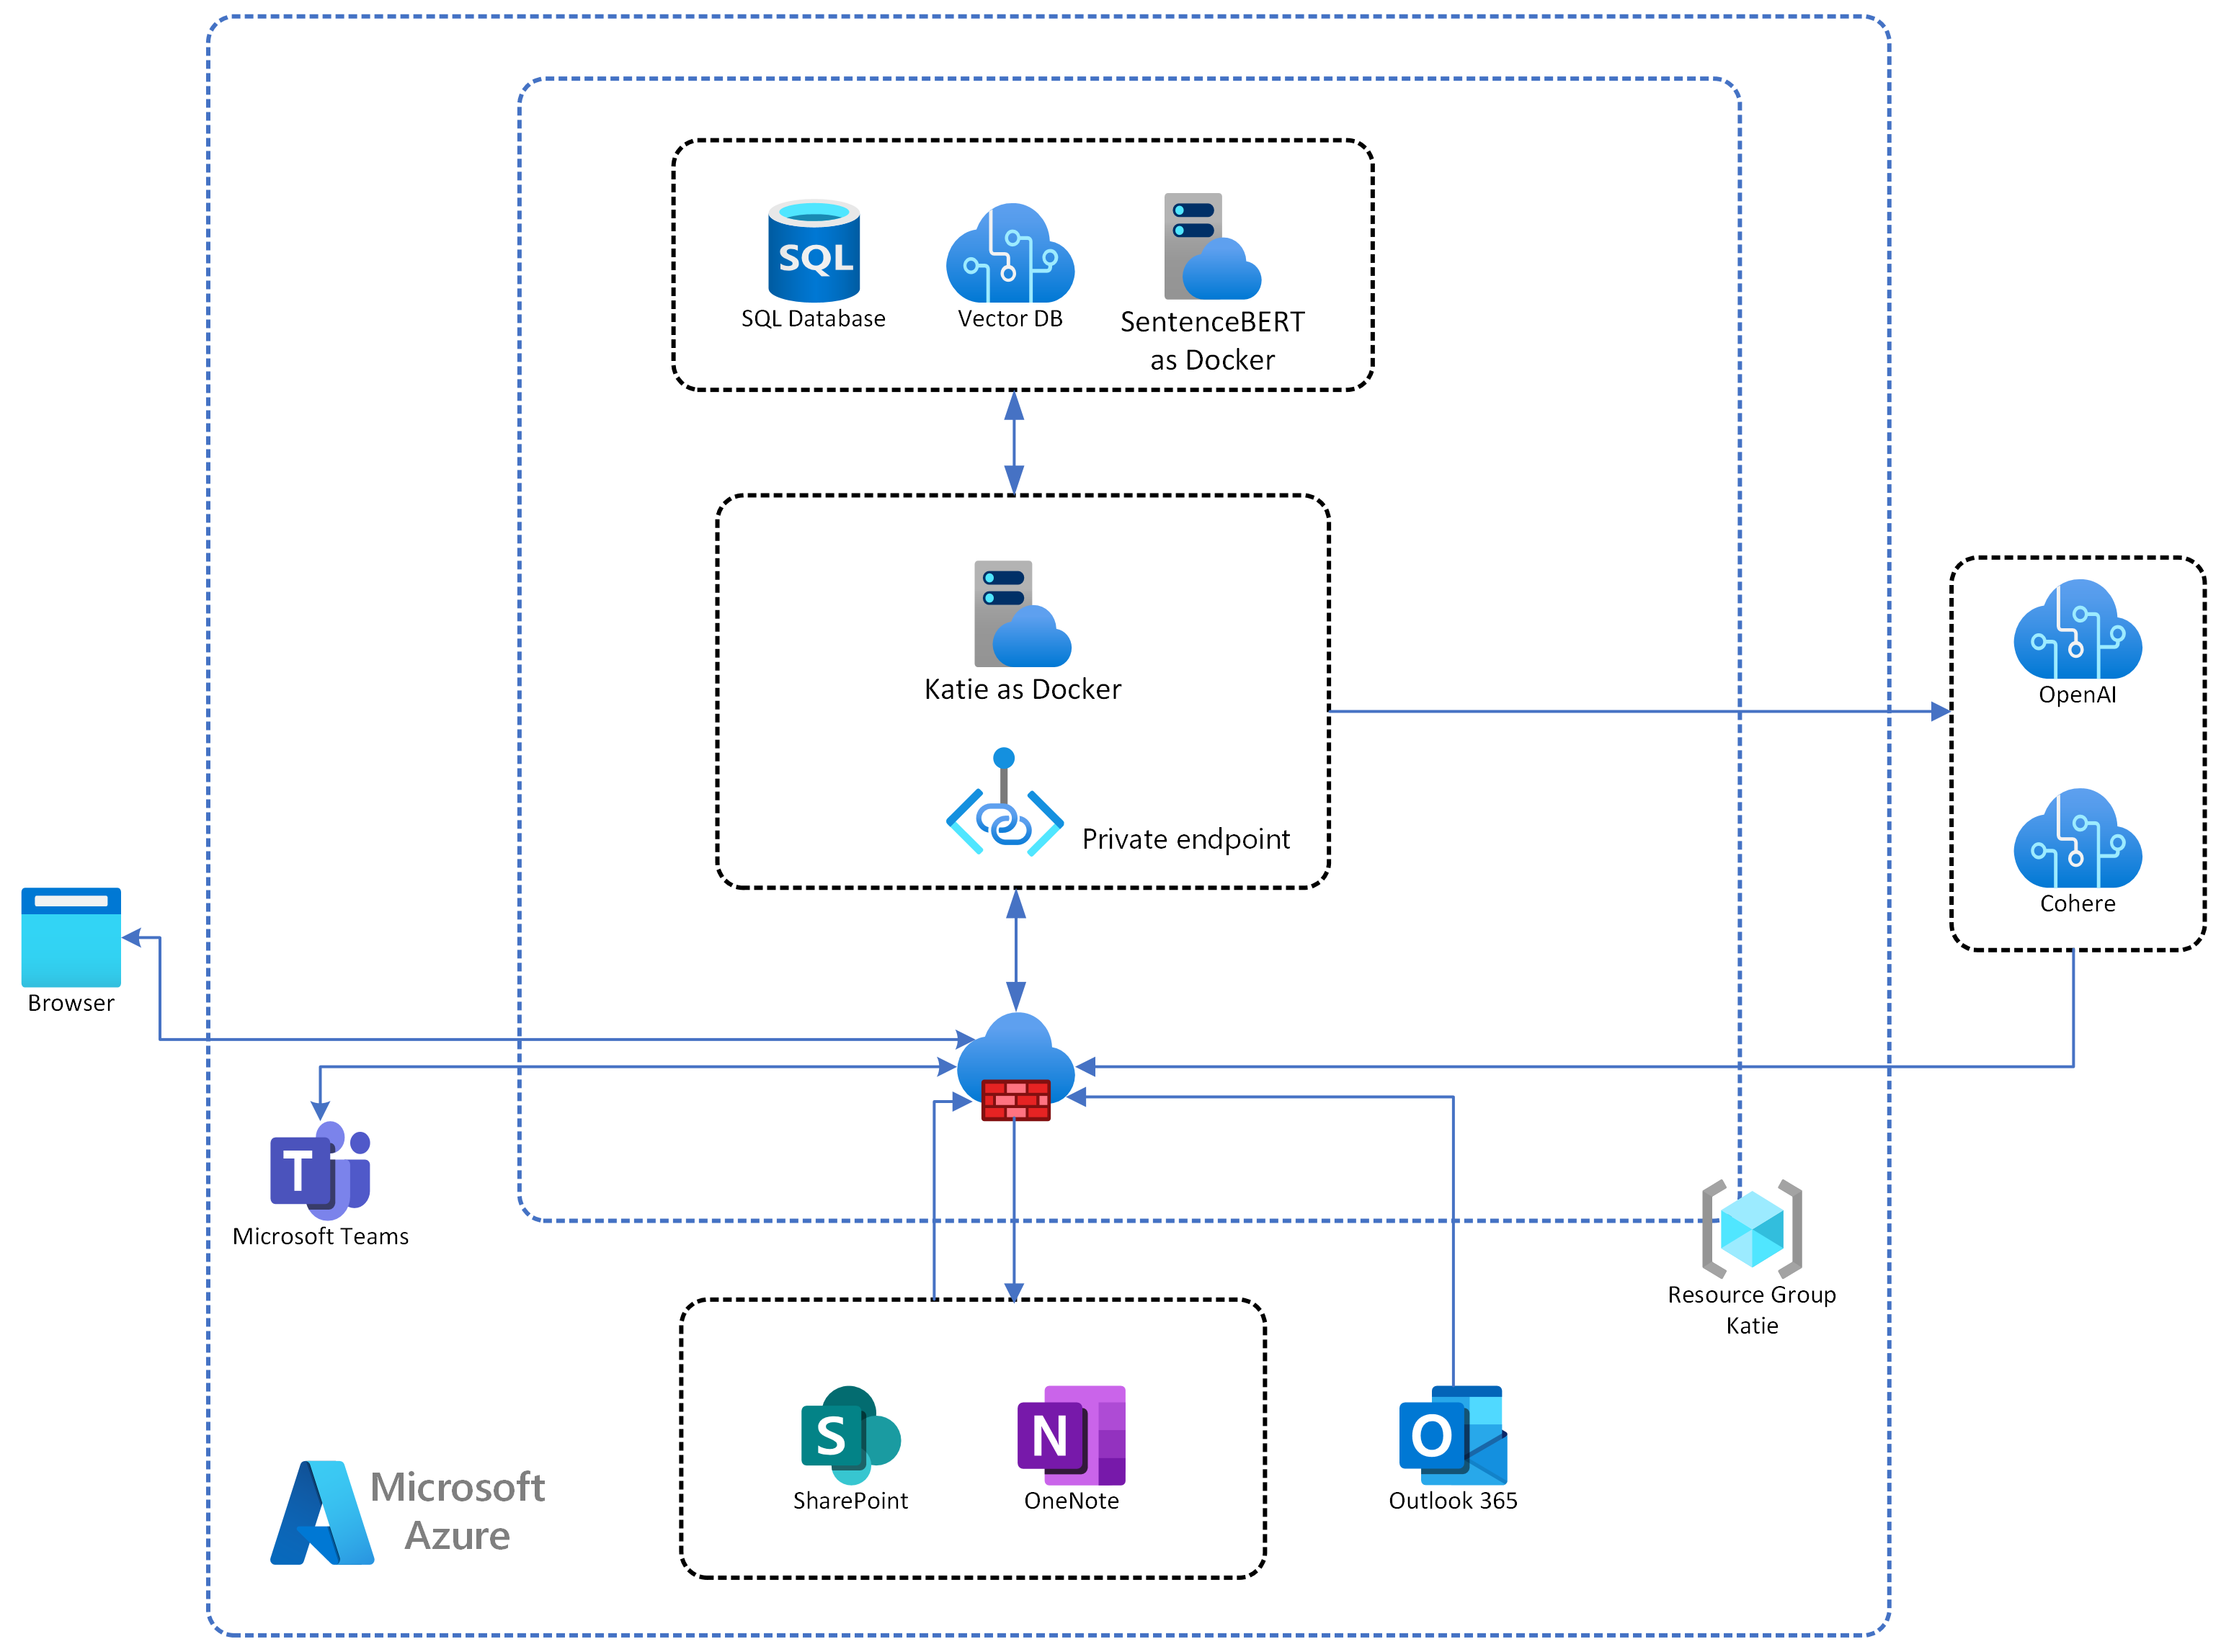 SQL
SQL Database
Vector DB
SentenceBERT
as Docker
Katie as Docker
Private endpoint
OpenAI
Cohere
Browser
T
Microsoft Teams
Resource Group
Katie
S
SharePoint
N
OneNote
O
Outlook 365
Microsoft
Azure